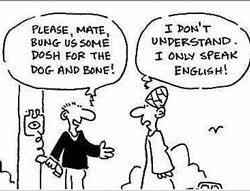 PLEASE, MATE,
BUNG US SOME
DOSH FOR THE
DOG AND BONE!
I DON'T
UNDERSTAND.
I ONLY SPEAK
ENGLISH!